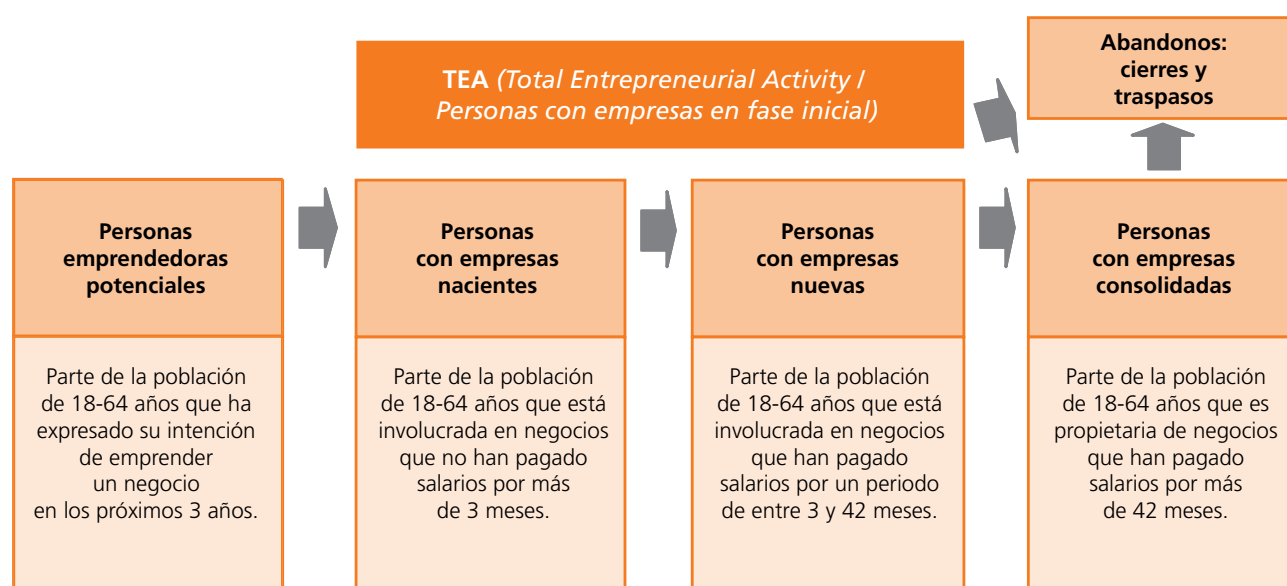 TEA (Total Entrepreneurial Activity /
Personas con empresas en fase inicial)
Abandonos:
cierres y
traspasos
Personas
emprendedoras
potenciales
Parte de la población
de 18-64 años que ha
expresado su intención
de emprender
un negocio
en los próximos 3 años.
Personas
con empresas
nacientes
Parte de la población
de 18-64 años que está
involucrada en negocios
que no han pagado
salarios por más
de 3 meses.
Personas
con empresas
nuevas
Parte de la población
de 18-64 años que está
involucrada en negocios
que han pagado
salarios por un periodo
de entre 3 y 42 meses.
Personas
con empresas
consolidadas
Parte de la población
de 18-64 años que es
propietaria de negocios
que han pagado
salarios por más
de 42 meses.